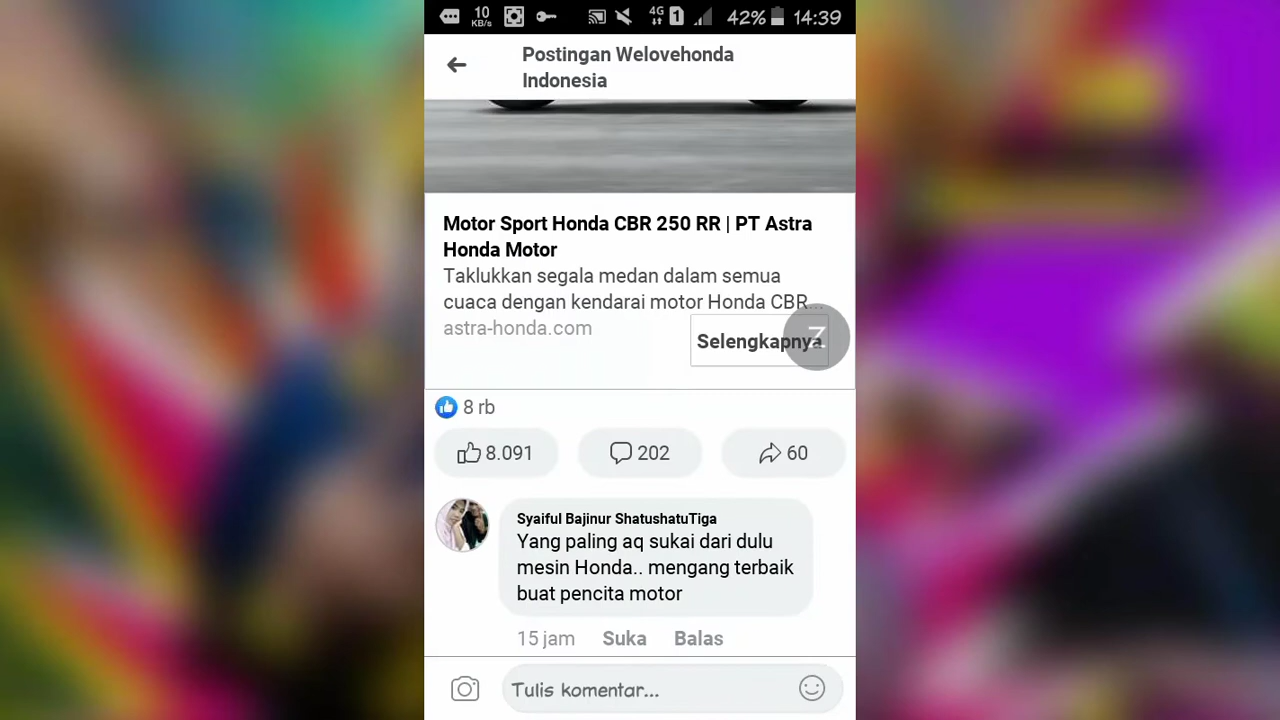 10
KB/s
4G
1
42%
14:39
Postingan Welovehonda
Indonesia
Motor Sport Honda CBR 250 RR | PT Astra
Honda Motor
Taklukkan segala medan dalam semua
cuaca dengan kendarai motor Honda CBR...
astra-honda.com
Selengkapnya
8 rb
8.091
202
60
Syaiful Bajinur ShatushatuTiga
Yang paling aq sukai dari dulu
mesin Honda.. mengang terbaik
buat pencita motor
15 jam Suka Balas
Tulis komentar...